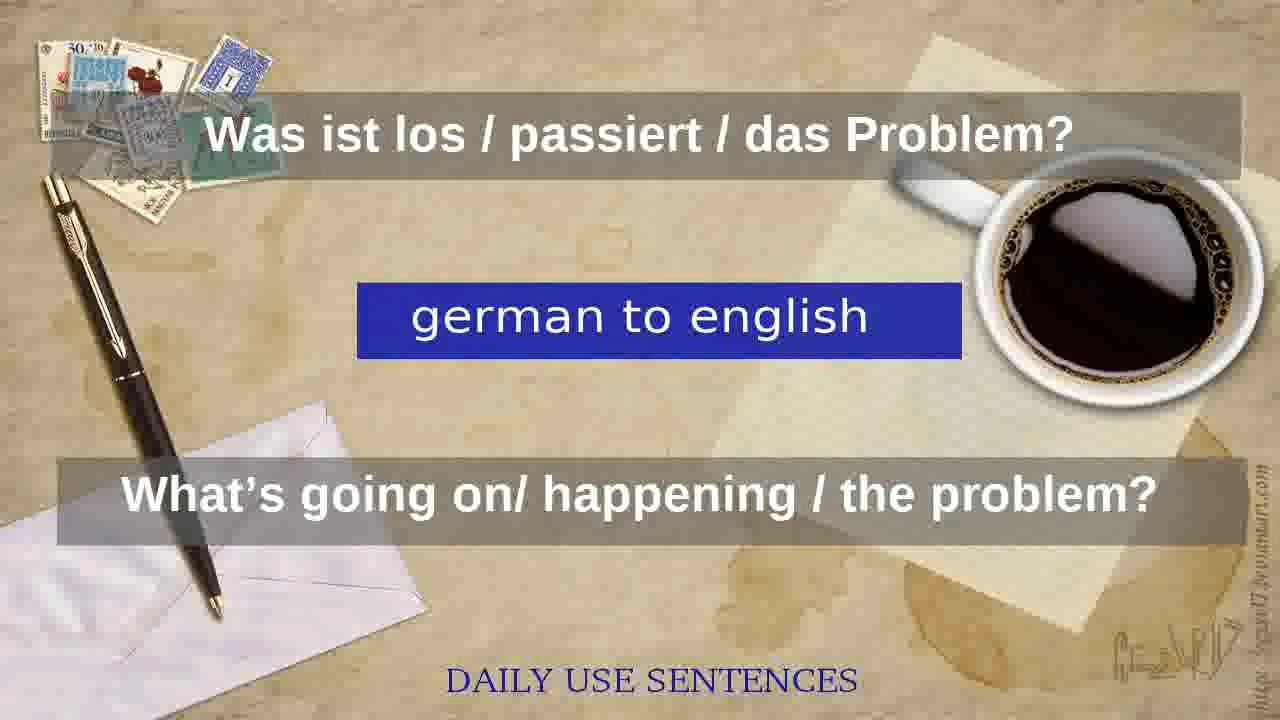 Was ist los / passiert / das Problem?
german to english
What’s going on/ happening / the problem?
DAILY USE SENTENCES